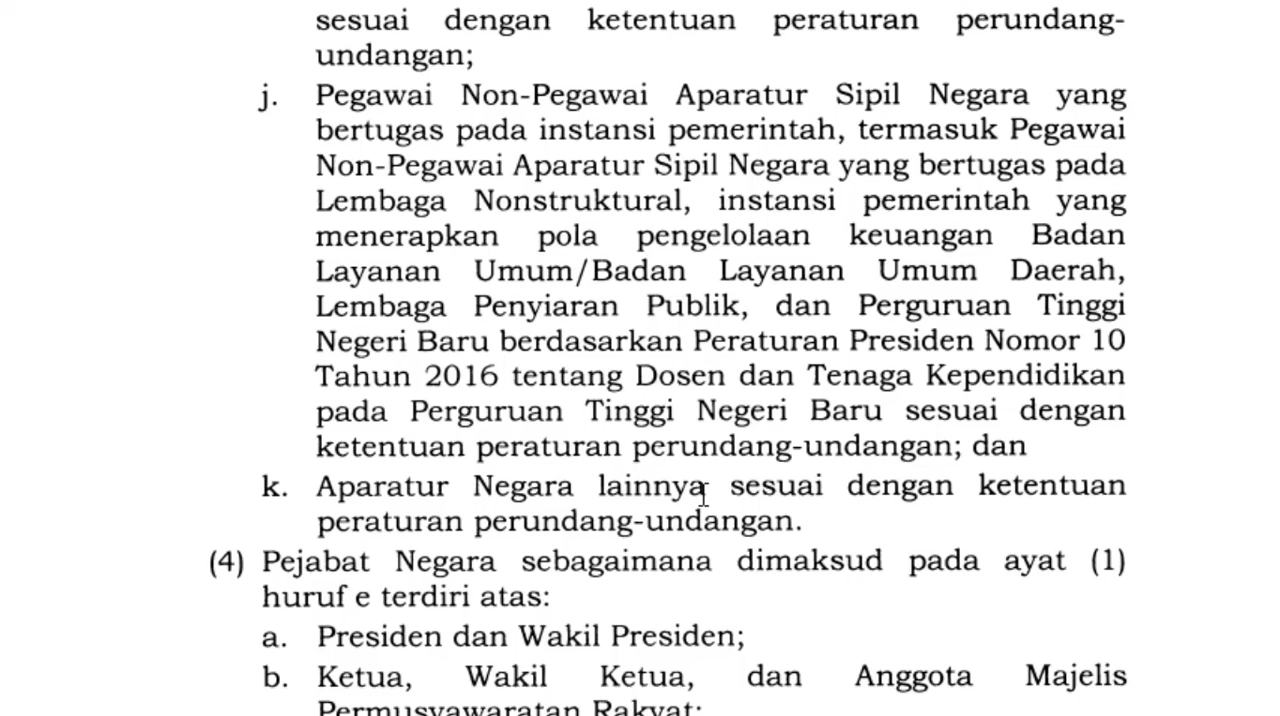 sesuai dengan ketentuan peraturan perundang-
undangan;
j. Pegawai Non-Pegawai Aparatur Sipil Negara yang
bertugas pada instansi pemerintah, termasuk Pegawai
Non-Pegawai Aparatur Sipil Negara yang bertugas pada
Lembaga Nonstruktural, instansi pemerintah yang
menerapkan pola pengelolaan keuangan Badan
Layanan Umum/Badan Layanan Umum Daerah,
Lembaga Penyiaran Publik, dan Perguruan Tinggi
Negeri Baru berdasarkan Peraturan Presiden Nomor 10
Tahun 2016 tentang Dosen dan Tenaga Kependidikan
pada Perguruan Tinggi Negeri Baru sesuai dengan
ketentuan peraturan perundang-undangan; dan
k. Aparatur Negara lainnya sesuai dengan ketentuan
peraturan perundang-undangan.
(4) Pejabat Negara sebagaimana dimaksud pada ayat (1)
huruf e terdiri atas:
a. Presiden dan Wakil Presiden;
b. Ketua, Wakil Ketua, dan Anggota Majelis
Permusyawaratan Rakyat;